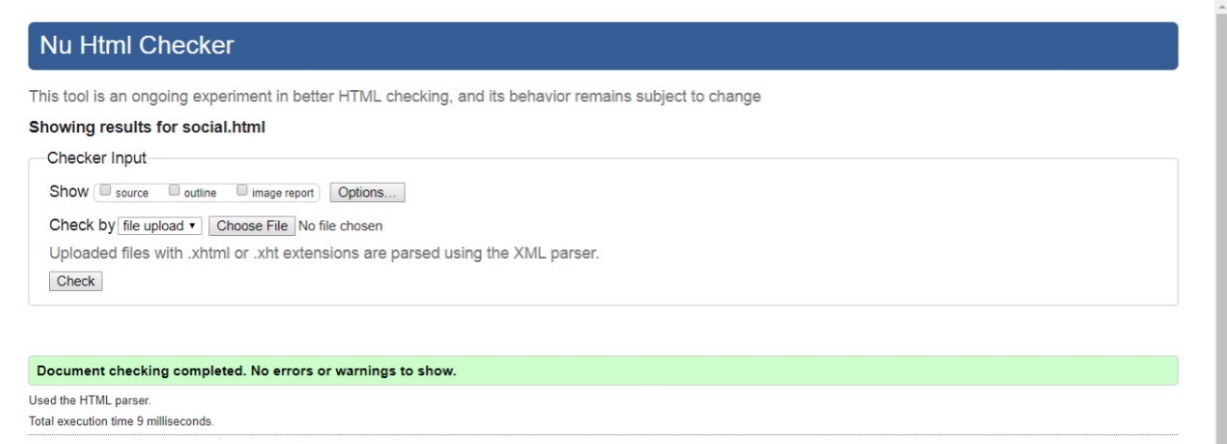 Nu Html Checker
This tool is an ongoing experiment in better HTML checking, and its behavior remains subject to change
Showing results for social.html
Checker Input
Show source outline image report Options...
Check by file upload Choose File No file chosen
Uploaded files with .xhtml or .xht extensions are parsed using the XML parser.
Check
Document checking completed. No errors or warnings to show.
Used the HTML parser.
Total execution time 9 milliseconds.